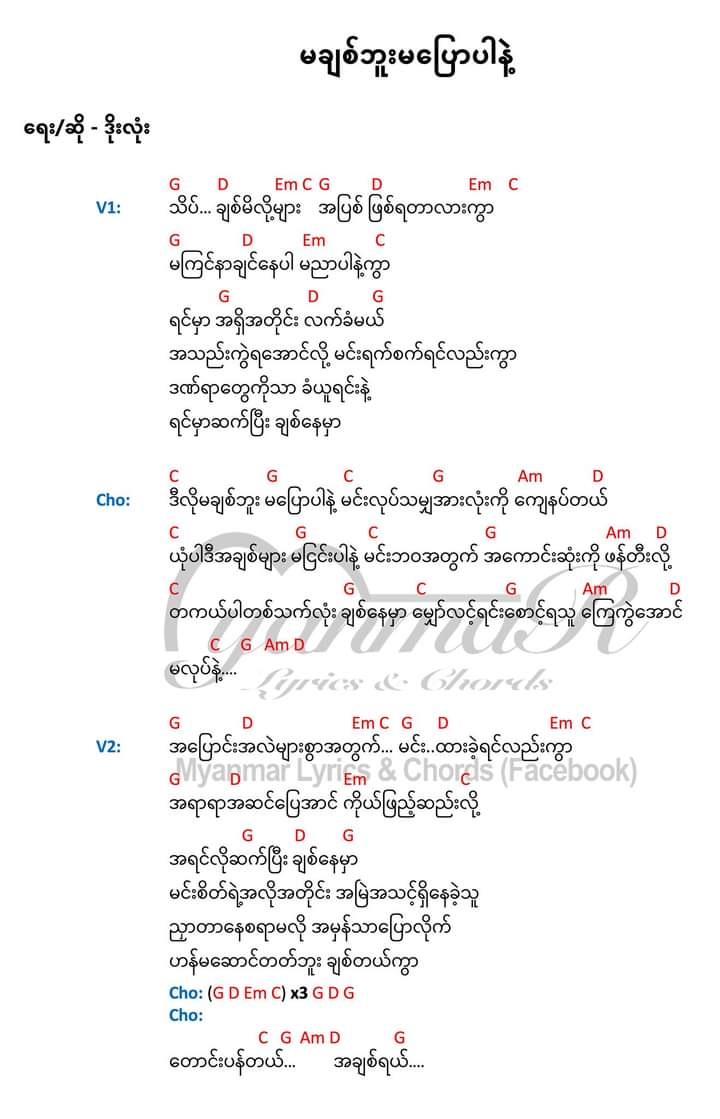 မချစ်ဘူးမပြောပါနဲ့
ရေး/ဆို - ဒိုးလုံး
G D Em C G D Em C
V1: သိပ်... ချစ်မိလို့များ အပြစ် ဖြစ်ရတာလားကွာ
G D Em C
မကြင်နာချင်နေပါ မညာပါနဲ့ကွာ
G D G
ရင်မှာ အရှိအတိုင်း လက်ခံမယ်
အသည်းကွဲရအောင်လို့ မင်းရက်စက်ရင်လည်းကွာ
ဒဏ်ရာတွေကိုသာ ခံယူရင်းနဲ့
ရင်မှာဆက်ပြီး ချစ်နေမှာ
C G C G Am D
Cho: ဒီလိုမချစ်ဘူး မပြောပါနဲ့ မင်းလုပ်သမျှအားလုံးကို ကျေနပ်တယ်
C G C G Am D
ယုံပါဒီအချစ်များ မငြင်းပါနဲ့ မင်းဘဝအတွက် အကောင်းဆုံးကို ဖန်တီးလို့
C G C G Am D
တကယ်ပါတစ်သက်လုံး ချစ်နေမှာ မျှော်လင့်ရင်းစောင့်ရသူ ကြေကွဲအောင်
C G Am D
မလုပ်နဲ့....
MyanmaR
Lyrics & Chords
G D Em C G D Em C
V2: အပြောင်းအလဲများစွာအတွက်... မင်း..ထားခဲ့ရင်လည်းကွာ
Myanmar Lyrics & Chords (Facebook)
G D Em C
အရာရာအဆင်ပြေအောင် ကိုယ်ဖြည့်ဆည်းလို့
G D G
အရင်လိုဆက်ပြီး ချစ်နေမှာ
မင်းစိတ်ရဲ့အလိုအတိုင်း အမြဲအသင့်ရှိနေခဲ့သူ
ညှာတာနေစရာမလို အမှန်သာပြောလိုက်
ဟန်မဆောင်တတ်ဘူး ချစ်တယ်ကွာ
Cho: (G D Em C) x3 G D G
Cho:
C G Am D G
တောင်းပန်တယ်... အချစ်ရယ်....